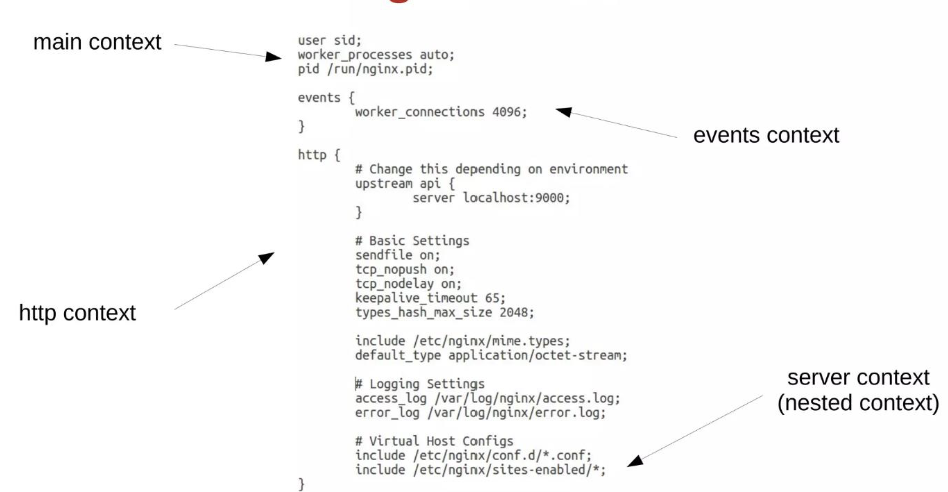 main context
user sid;
worker_processes auto;
pid /run/nginx.pid;
events {
worker_connections 4096;
}
events context
http {
# Change this depending on environment
upstream api {
server localhost:9000;
}
# Basic Settings
sendfile on;
tcp_nopush on;
tcp_nodelay on;
keepalive_timeout 65;
types_hash_max_size 2048;
http context
include /etc/nginx/mime.types;
default_type application/octet-stream;
# Logging Settings
access_log /var/log/nginx/access.log;
error_log /var/log/nginx/error.log;
server context
(nested context)
# Virtual Host Configs
include /etc/nginx/conf.d/*.conf;
include /etc/nginx/sites-enabled/*;
}